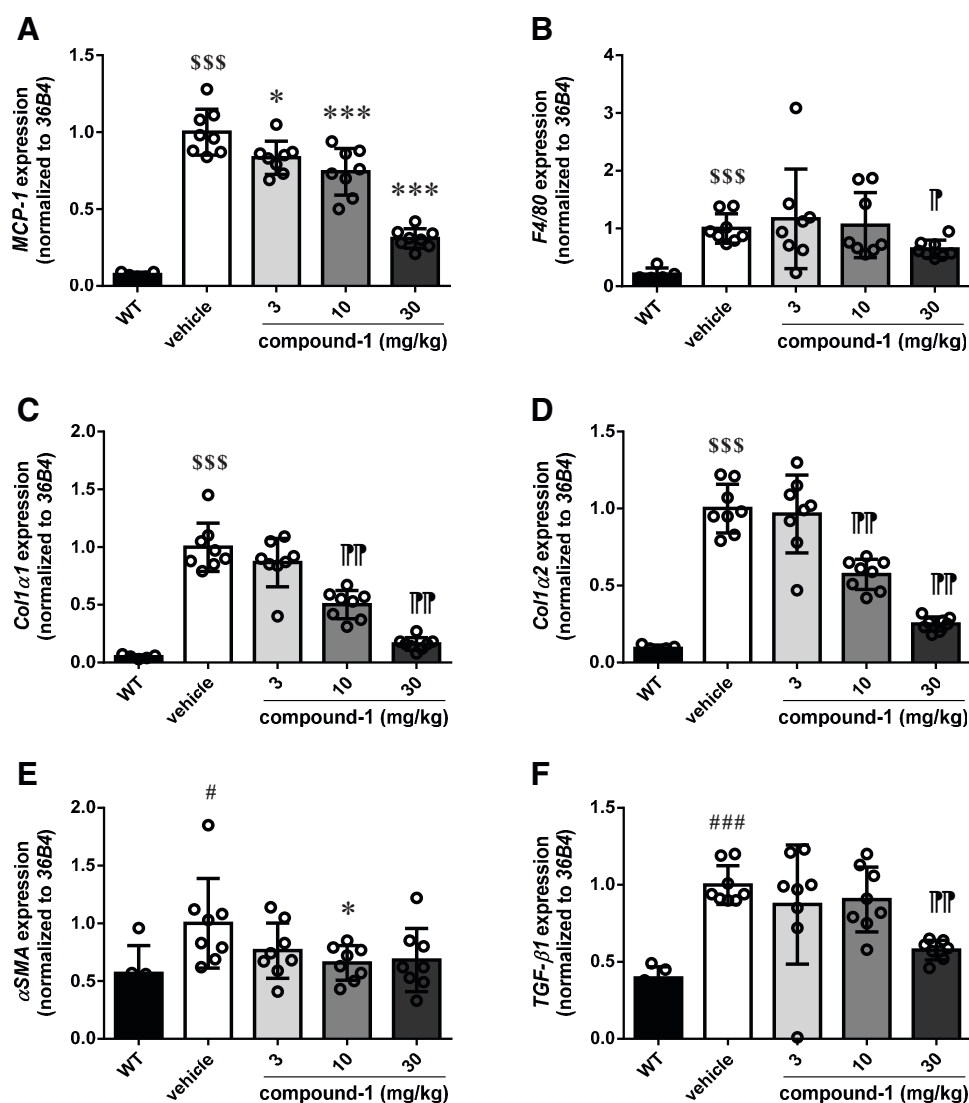 A
MCP-1 expression
(normalized to 36B4)
1.5
1.0
0.5
0.0
$$$
*
***
***
WT
vehicle
3
10
30
compound-1 (mg/kg)
B
F4/80 expression
(normalized to 36B4)
4
3
2
1
0
$$$
¶
WT
vehicle
3
10
30
compound-1 (mg/kg)
C
Col1α1 expression
(normalized to 36B4)
2.0
1.5
1.0
0.5
0.0
$$$
¶¶
¶¶
WT
vehicle
3
10
30
compound-1 (mg/kg)
D
Col1α2 expression
(normalized to 36B4)
1.5
1.0
0.5
0.0
$$$
¶¶
¶¶
WT
vehicle
3
10
30
compound-1 (mg/kg)
E
αSMA expression
(normalized to 36B4)
2.0
1.5
1.0
0.5
0.0
#
*
WT
vehicle
3
10
30
compound-1 (mg/kg)
F
TGF-β1 expression
(normalized to 36B4)
1.5
1.0
0.5
0.0
###
¶¶
WT
vehicle
3
10
30
compound-1 (mg/kg)